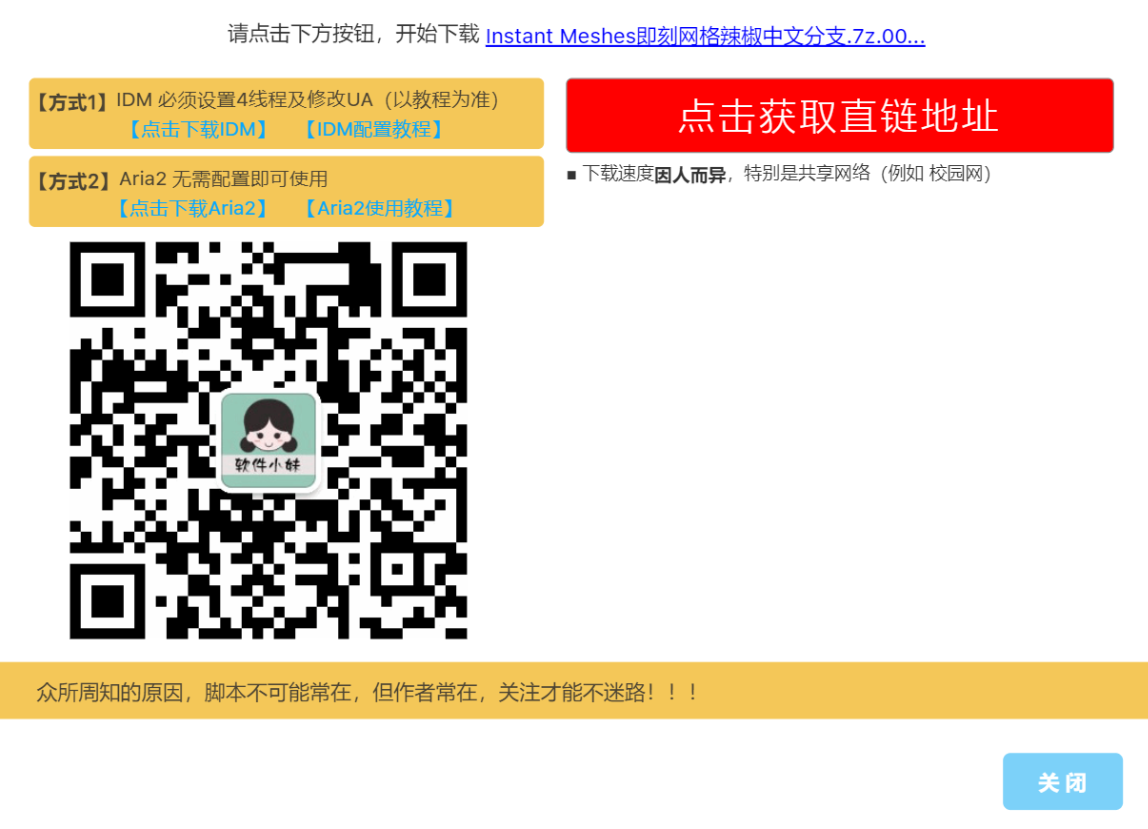 请点击下方按钮，开始下载 Instant Meshes即刻网格辣椒中文分支.7z.00...
【方式1】IDM 必须设置4线程及修改UA（以教程为准）
【点击下载IDM】 【IDM配置教程】
点击获取直链地址
【方式2】Aria2 无需配置即可使用
【点击下载Aria2】 【Aria2使用教程】
■ 下载速度因人而异，特别是共享网络（例如 校园网）
软件小妹
众所周知的原因，脚本不可能常在，但作者常在，关注才能不迷路！！！
关闭